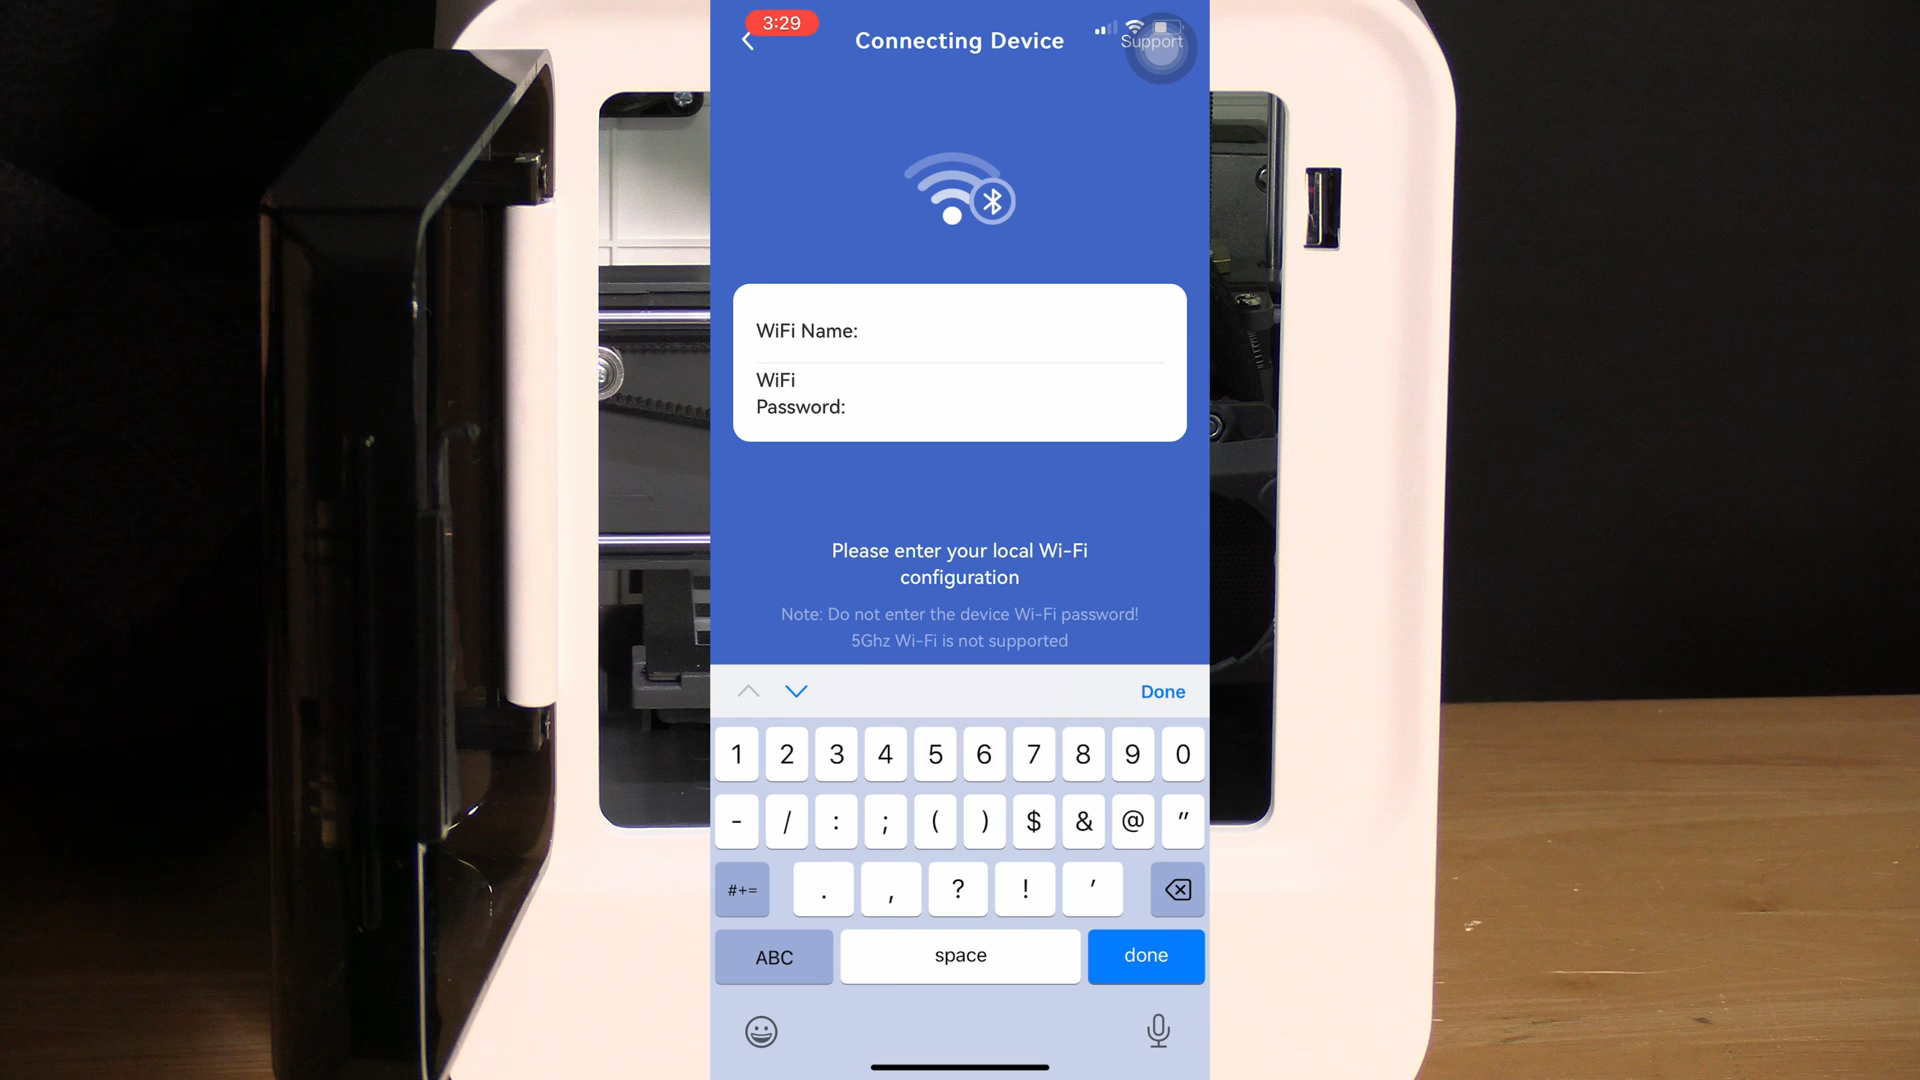 3:29
Connecting Device
Support
WiFi Name:
WiFi
Password:
Please enter your local Wi-Fi
configuration
Note: Do not enter the device Wi-Fi password!
5Ghz Wi-Fi is not supported
Done
1 2 3 4 5 6 7 8 9 0
- / : ; ( ) $ & @ "
#+= . , ? ! '
ABC space done